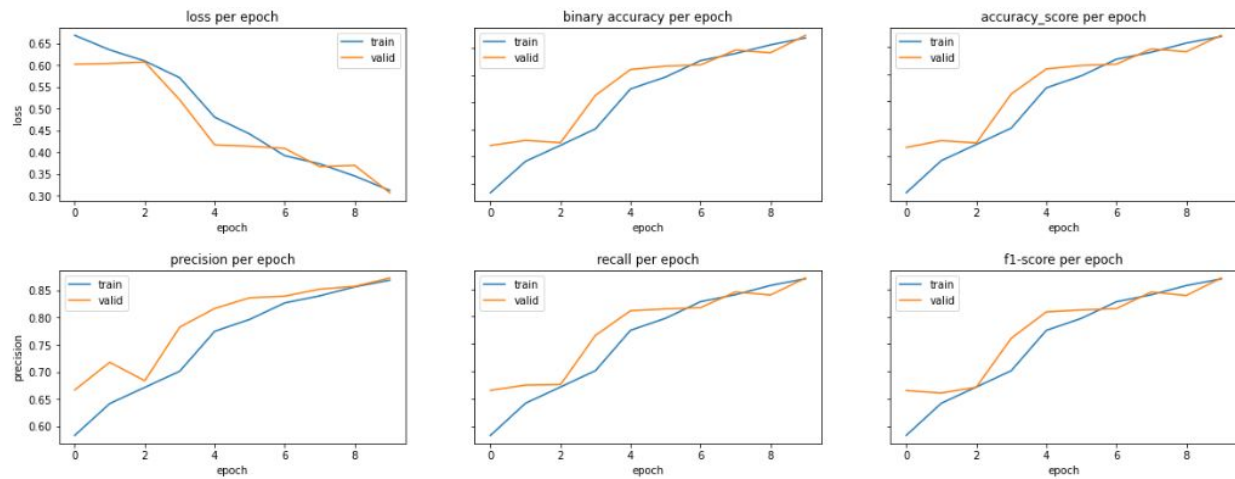 loss per epoch
train
valid
0.65
0.60
0.55
0.50
0.45
0.40
0.35
0.30
loss
0 2 4 6 8
epoch
binary accuracy per epoch
train
valid
0 2 4 6 8
epoch
accuracy_score per epoch
train
valid
0 2 4 6 8
epoch
precision per epoch
train
valid
0.85
0.80
0.75
0.70
0.65
0.60
precision
0 2 4 6 8
epoch
recall per epoch
train
valid
0 2 4 6 8
epoch
f1-score per epoch
train
valid
0 2 4 6 8
epoch